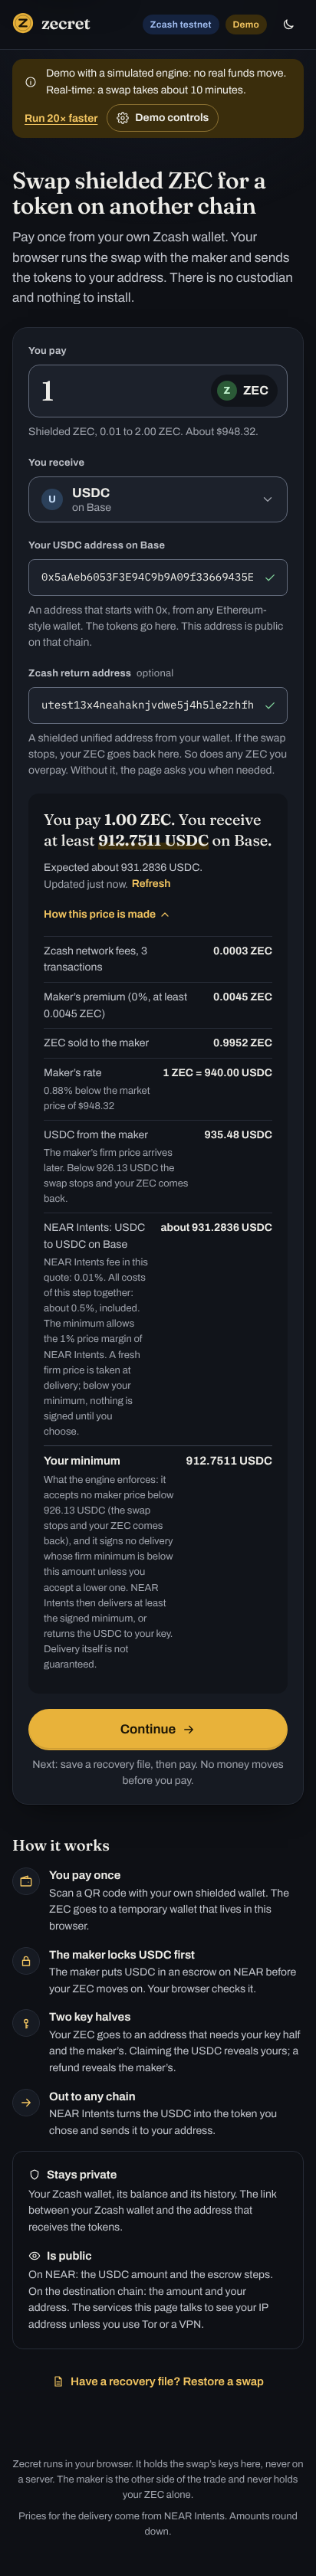 zecret
Zcash testnet
Demo
Demo with a simulated engine: no real funds move.
Real-time: a swap takes about 10 minutes.
Run 20× faster
Demo controls
Swap shielded ZEC for a
token on another chain
Pay once from your own Zcash wallet. Your
browser runs the swap with the maker and sends
the tokens to your address. There is no custodian
and nothing to install.
You pay
1
Z ZEC
Shielded ZEC, 0.01 to 2.00 ZEC. About $948.32.
You receive
U
USDC
on Base
Your USDC address on Base
0x5aAeb6053F3E94C9b9A09f33669435E
An address that starts with 0x, from any Ethereum-
style wallet. The tokens go here. This address is public
on that chain.
Zcash return address optional
utest13x4neahaknjvdwe5j4h5le2zhfh
A shielded unified address from your wallet. If the swap
stops, your ZEC goes back here. So does any ZEC you
overpay. Without it, the page asks you when needed.
You pay 1.00 ZEC. You receive
at least 912.7511 USDC on Base.
Expected about 931.2836 USDC.
Updated just now. Refresh
How this price is made
Zcash network fees, 3
transactions
0.0003 ZEC
Maker's premium (0%, at least
0.0045 ZEC)
0.0045 ZEC
ZEC sold to the maker
0.9952 ZEC
Maker's rate
1 ZEC = 940.00 USDC
0.88% below the market
price of $948.32
USDC from the maker
935.48 USDC
The maker's firm price arrives
later. Below 926.13 USDC the
swap stops and your ZEC comes
back.
NEAR Intents: USDC
to USDC on Base
about 931.2836 USDC
NEAR Intents fee in this
quote: 0.01%. All costs
of this step together:
about 0.5%, included.
The minimum allows
the 1% price margin of
NEAR Intents. A fresh
firm price is taken at
delivery; below your
minimum, nothing is
signed until you
choose.
Your minimum
912.7511 USDC
What the engine enforces: it
accepts no maker price below
926.13 USDC (the swap
stops and your ZEC comes
back), and it signs no delivery
whose firm minimum is below
this amount unless you
accept a lower one. NEAR
Intents then delivers at least
the signed minimum, or
returns the USDC to your key.
Delivery itself is not
guaranteed.
Continue →
Next: save a recovery file, then pay. No money moves
before you pay.
How it works
You pay once
Scan a QR code with your own shielded wallet. The
ZEC goes to a temporary wallet that lives in this
browser.
The maker locks USDC first
The maker puts USDC in an escrow on NEAR before
your ZEC moves on. Your browser checks it.
Two key halves
Your ZEC goes to an address that needs your key half
and the maker's. Claiming the USDC reveals yours; a
refund reveals the maker's.
Out to any chain
NEAR Intents turns the USDC into the token you
chose and sends it to your address.
Stays private
Your Zcash wallet, its balance and its history. The link
between your Zcash wallet and the address that
receives the tokens.
Is public
On NEAR: the USDC amount and the escrow steps.
On the destination chain: the amount and your
address. The services this page talks to see your IP
address unless you use Tor or a VPN.
Have a recovery file? Restore a swap
Zecret runs in your browser. It holds the swap's keys here, never on
a server. The maker is the other side of the trade and never holds
your ZEC alone.
Prices for the delivery come from NEAR Intents. Amounts round
down.